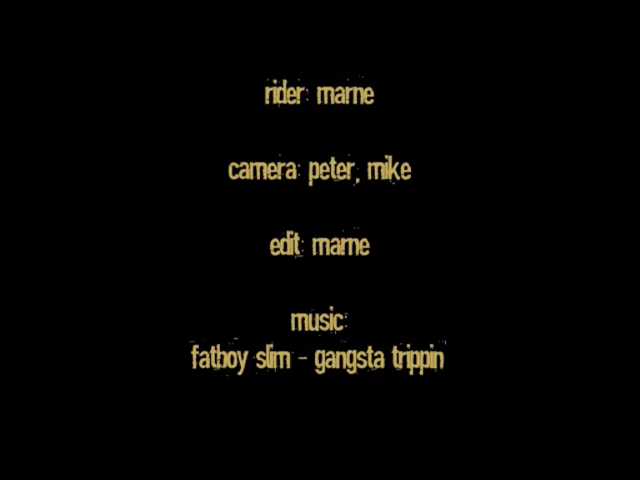 rider: marne
camera: peter, mike
edit: marne
music:
fatboy slim - gangsta trippin